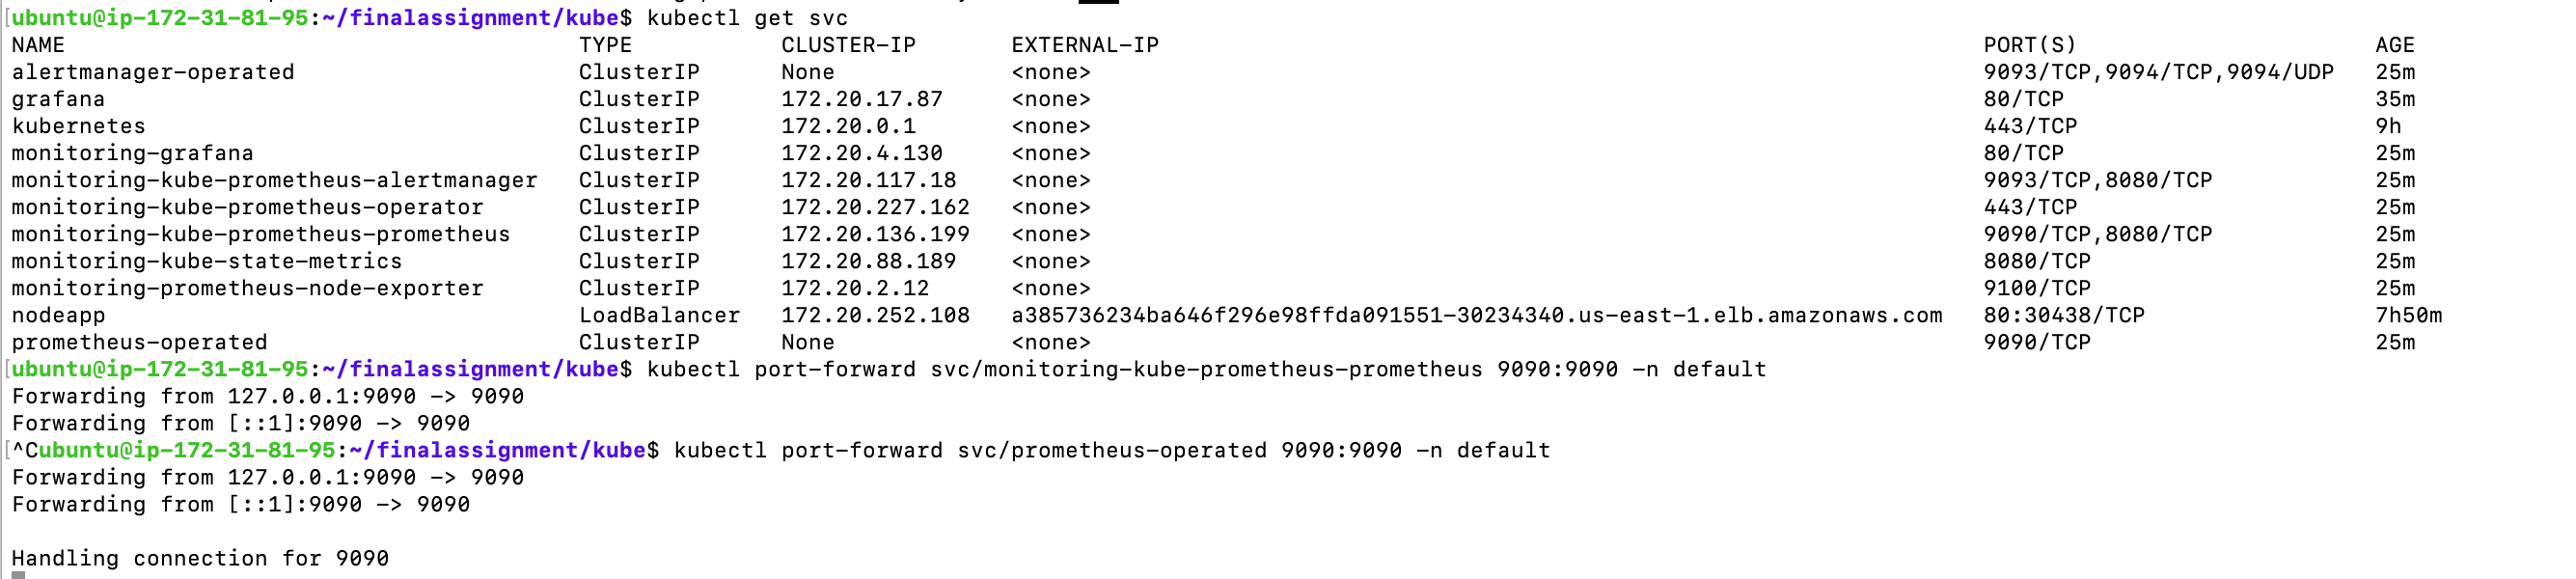 [ubuntu@ip-172-31-81-95:~/finalassignment/kube$ kubectl get svc
NAME TYPE CLUSTER-IP EXTERNAL-IP PORT(S) AGE
alertmanager-operated ClusterIP None <none> 9093/TCP,9094/TCP,9094/UDP 25m
grafana ClusterIP 172.20.17.87 <none> 80/TCP 35m
kubernetes ClusterIP 172.20.0.1 <none> 443/TCP 9h
monitoring-grafana ClusterIP 172.20.4.130 <none> 80/TCP 25m
monitoring-kube-prometheus-alertmanager ClusterIP 172.20.117.18 <none> 9093/TCP,8080/TCP 25m
monitoring-kube-prometheus-operator ClusterIP 172.20.227.162 <none> 443/TCP 25m
monitoring-kube-prometheus-prometheus ClusterIP 172.20.136.199 <none> 9090/TCP,8080/TCP 25m
monitoring-kube-state-metrics ClusterIP 172.20.88.189 <none> 8080/TCP 25m
monitoring-prometheus-node-exporter ClusterIP 172.20.2.12 <none> 9100/TCP 25m
nodeapp LoadBalancer 172.20.252.108 a385736234ba646f296e98ffda091551-30234340.us-east-1.elb.amazonaws.com 80:30438/TCP 7h50m
prometheus-operated ClusterIP None <none> 9090/TCP 25m
[ubuntu@ip-172-31-81-95:~/finalassignment/kube$ kubectl port-forward svc/monitoring-kube-prometheus-prometheus 9090:9090 -n default
Forwarding from 127.0.0.1:9090 -> 9090
Forwarding from [::1]:9090 -> 9090
[^Cubuntu@ip-172-31-81-95:~/finalassignment/kube$ kubectl port-forward svc/prometheus-operated 9090:9090 -n default
Forwarding from 127.0.0.1:9090 -> 9090
Forwarding from [::1]:9090 -> 9090
Handling connection for 9090